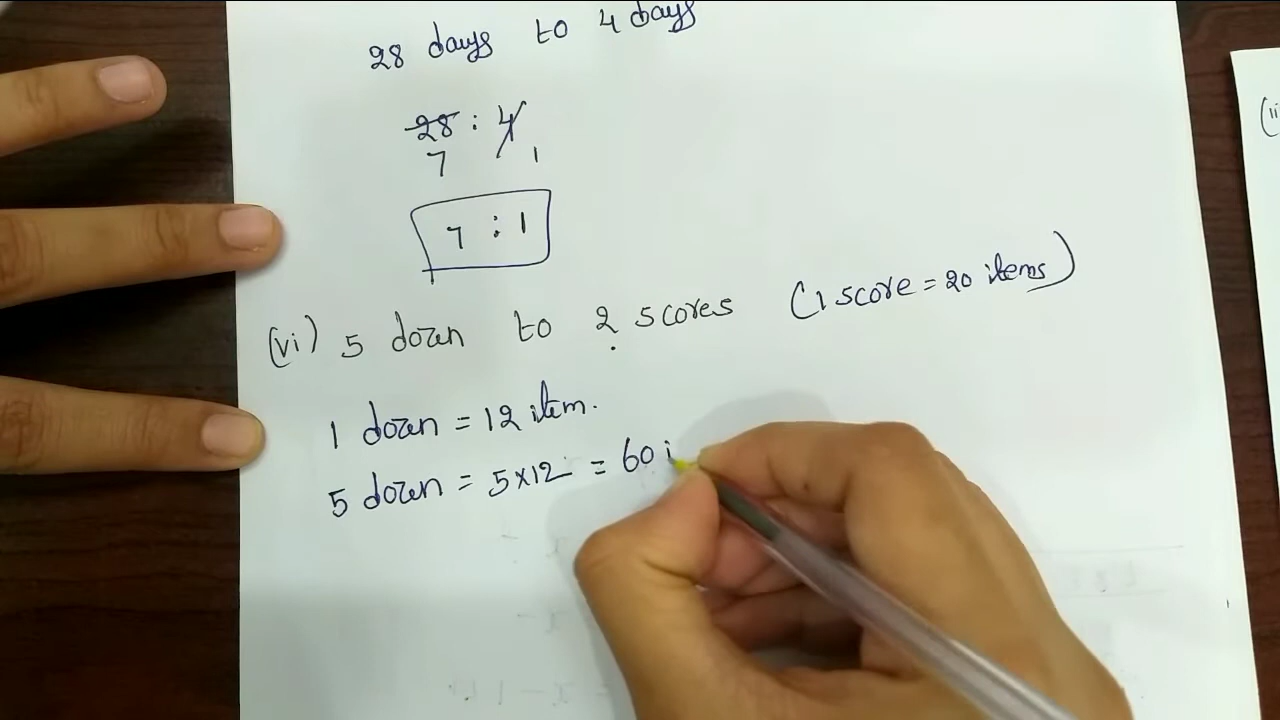 28 days to 4 days
28 : 4
7 1
7 : 1
(vi) 5 dozen to 2 scores (1 score = 20 items)
1 dozen = 12 item.
5 dozen = 5x12 = 60 i
(ii